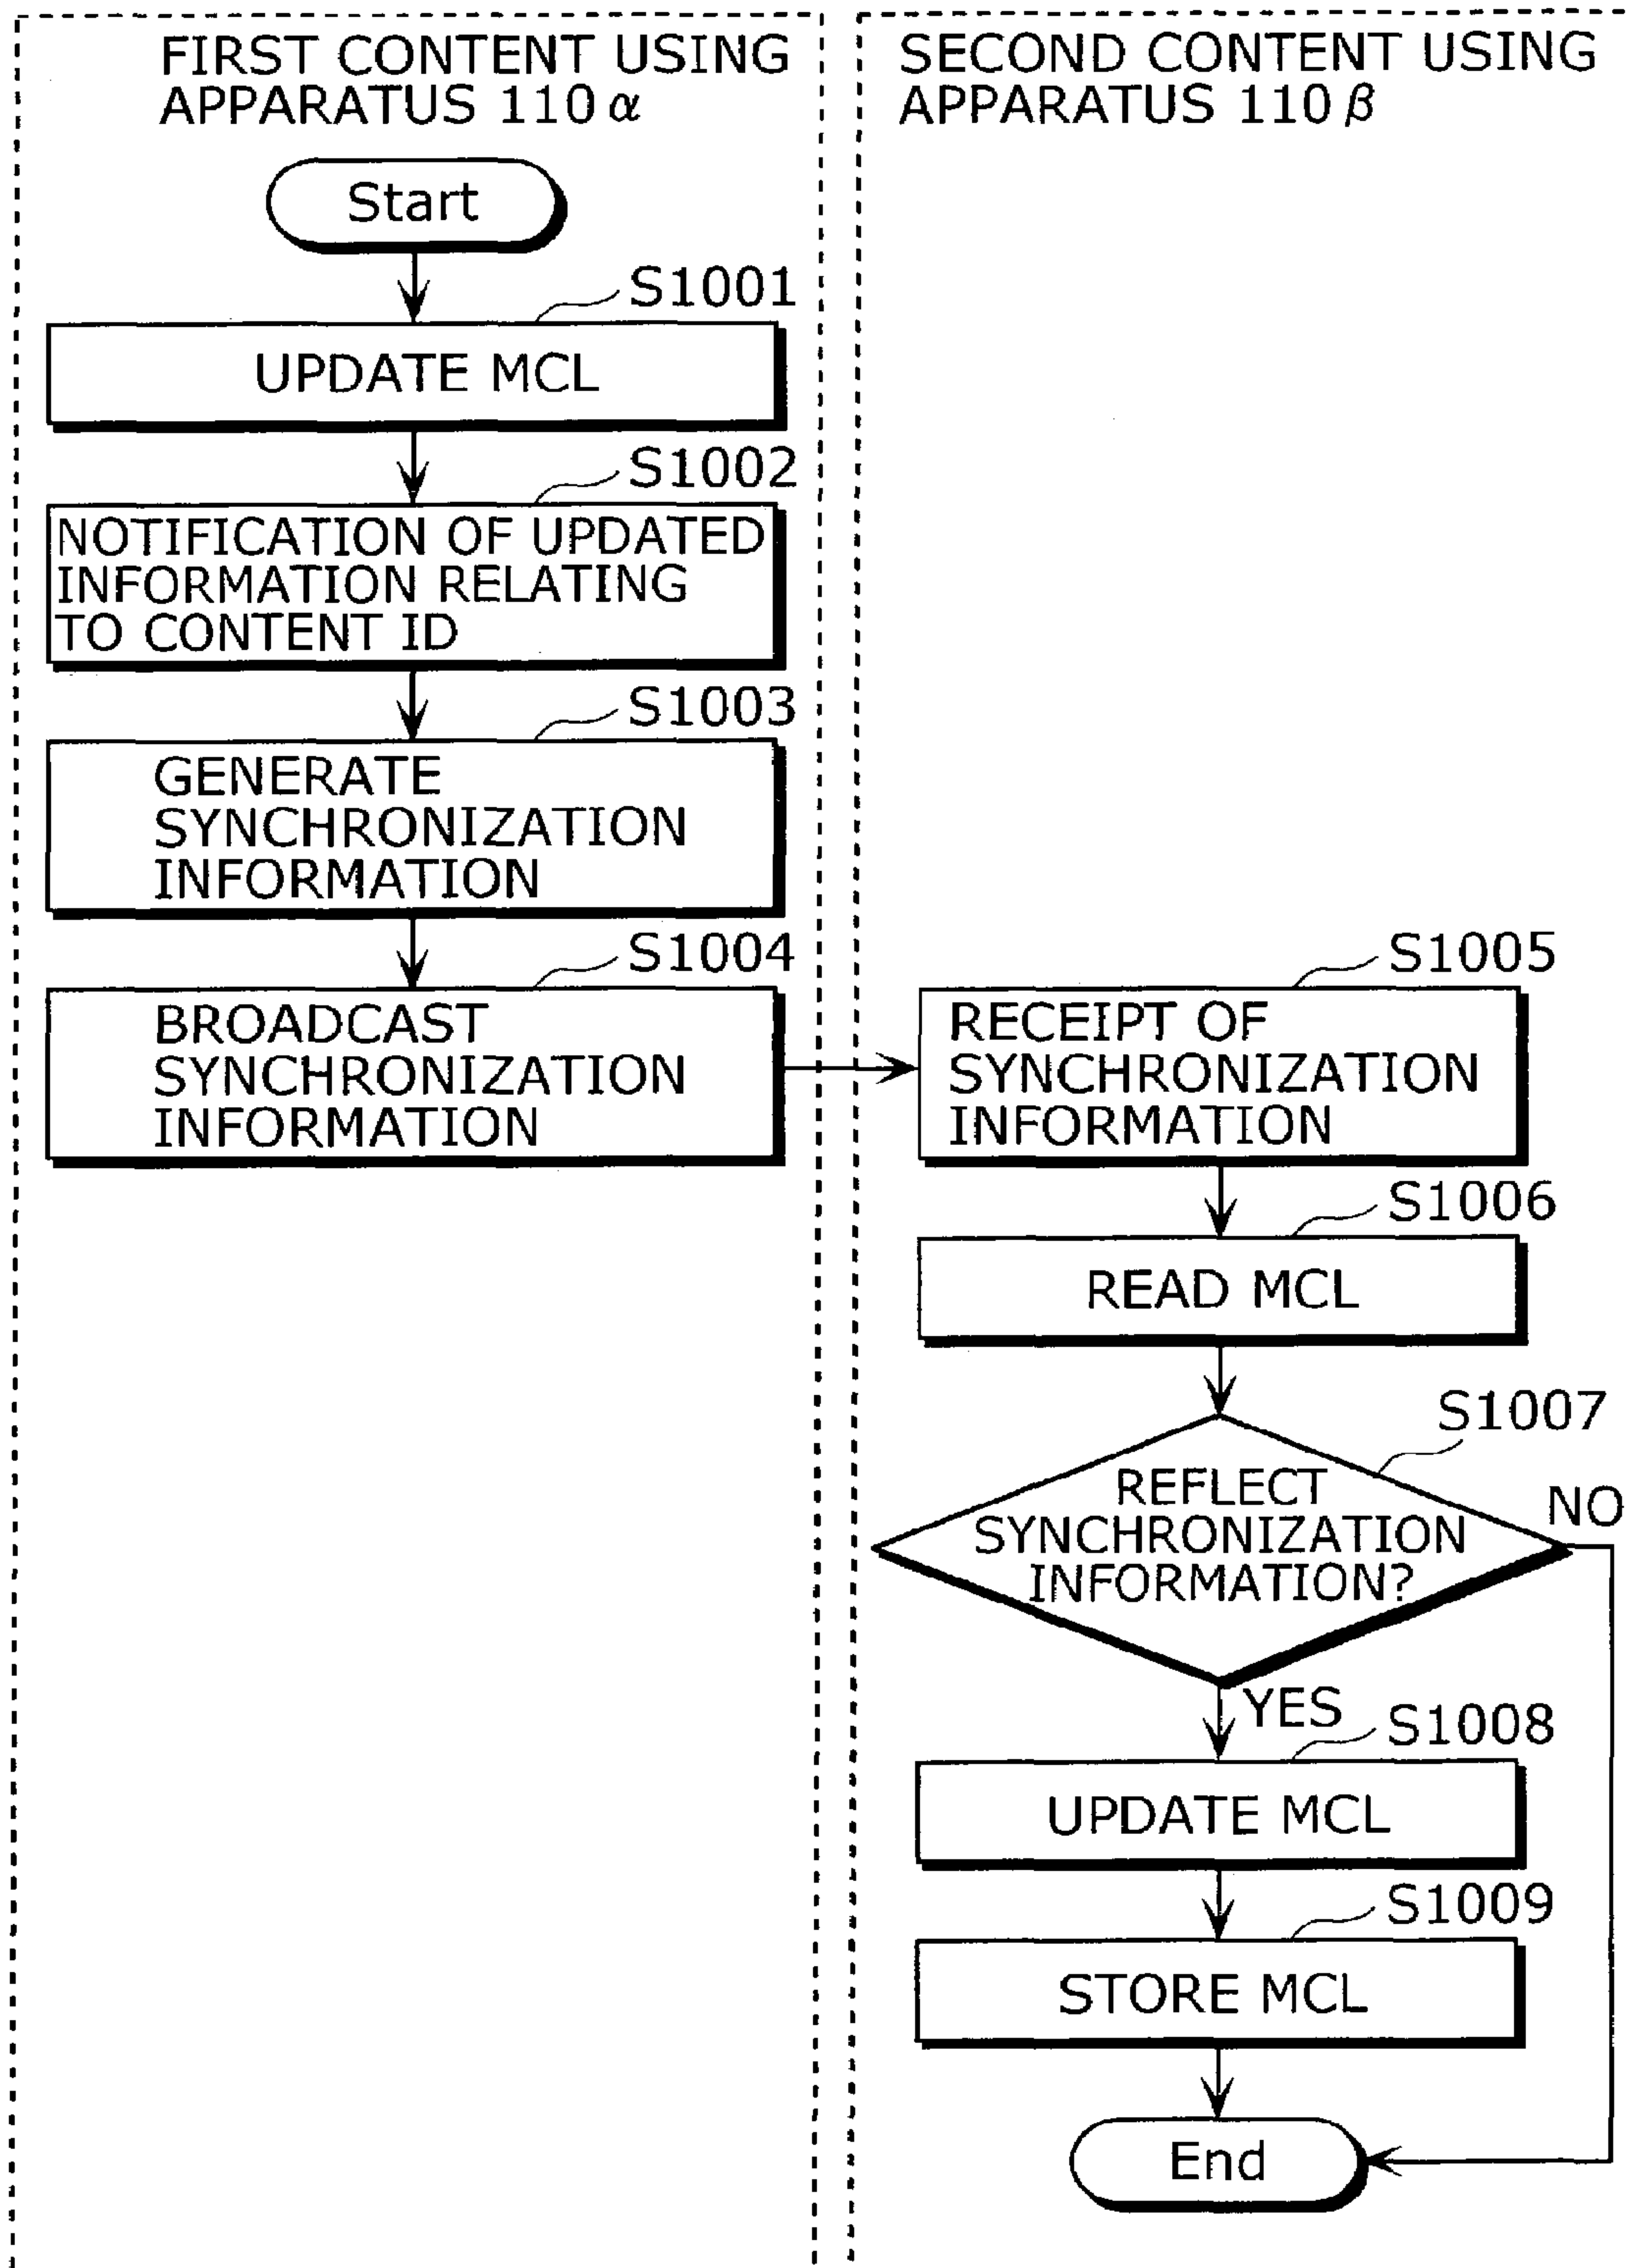 FIRST CONTENT USING
APPARATUS 110α
Start
S1001
UPDATE MCL
S1002
NOTIFICATION OF UPDATED
INFORMATION RELATING
TO CONTENT ID
S1003
GENERATE
SYNCHRONIZATION
INFORMATION
S1004
BROADCAST
SYNCHRONIZATION
INFORMATION
SECOND CONTENT USING
APPARATUS 110β
S1005
RECEIPT OF
SYNCHRONIZATION
INFORMATION
S1006
READ MCL
S1007
REFLECT
SYNCHRONIZATION
INFORMATION?
NO
YES
S1008
UPDATE MCL
S1009
STORE MCL
End